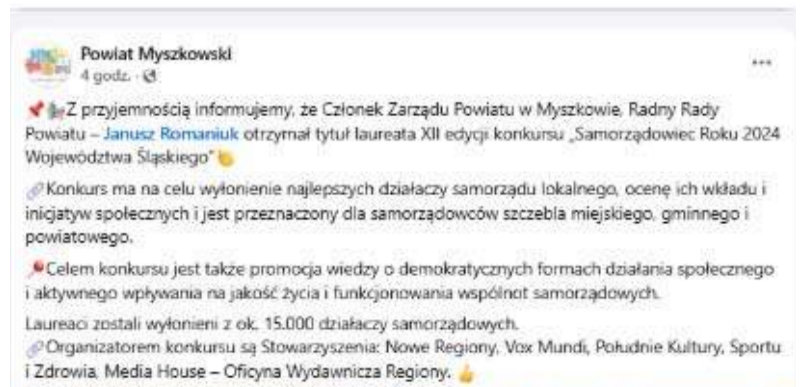 Powiat Myszkowski
4 godz.
📌📢Z przyjemnością informujemy, że Członek Zarządu Powiatu w Myszkowie, Radny Rady
Powiatu – Janusz Romaniuk otrzymał tytuł laureata XII edycji konkursu „Samorządowiec Roku 2024
Województwa Śląskiego"👏
🔗Konkurs ma na celu wyłonienie najlepszych działaczy samorządu lokalnego, ocenę ich wkładu i
inicjatyw społecznych i jest przeznaczony dla samorządowców szczebla miejskiego, gminnego i
powiatowego.
📍Celem konkursu jest także promocja wiedzy o demokratycznych formach działania społecznego
i aktywnego wpływania na jakość życia i funkcjonowania wspólnot samorządowych.
Laureaci zostali wyłonieni z ok. 15.000 działaczy samorządowych.
🔗Organizatorem konkursu są Stowarzyszenia: Nowe Regiony, Vox Mundi, Południe Kultury, Sportu
i Zdrowia, Media House – Oficyna Wydawnicza Regiony. 👍